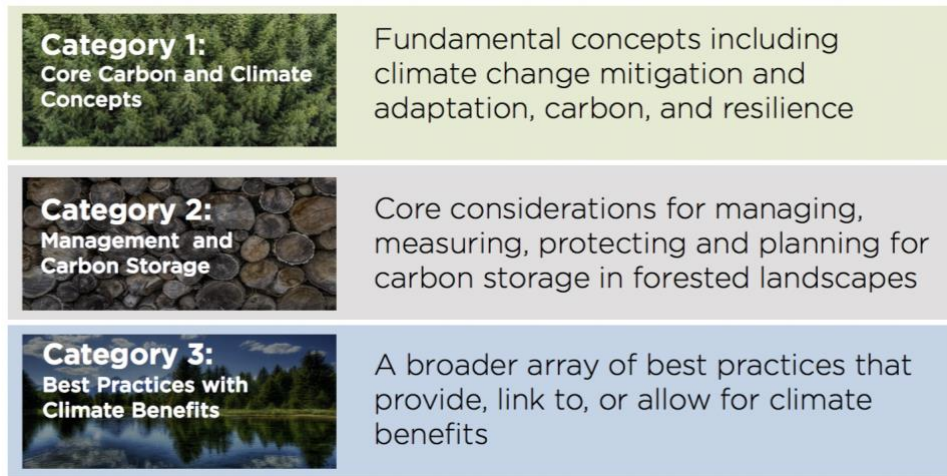 Category 1:
Core Carbon and Climate
Concepts
Fundamental concepts including
climate change mitigation and
adaptation, carbon, and resilience
Category 2:
Management and
Carbon Storage
Core considerations for managing,
measuring, protecting and planning for
carbon storage in forested landscapes
Category 3:
Best Practices with
Climate Benefits
A broader array of best practices that
provide, link to, or allow for climate
benefits